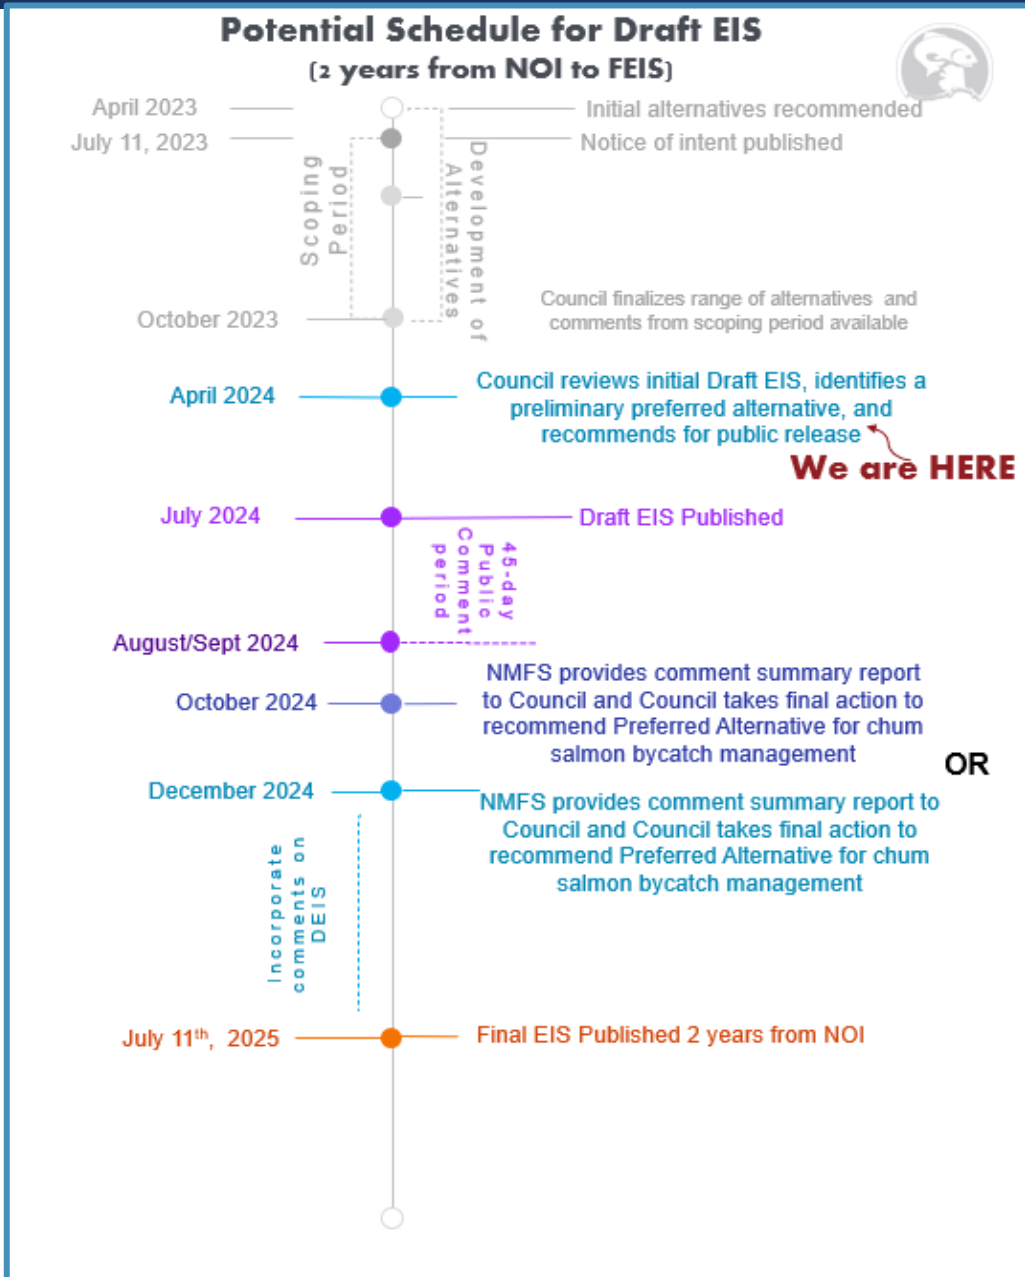 Potential Schedule for Draft EIS
(2 years from NOI to FEIS)
April 2023
Initial alternatives recommended
July 11, 2023
Notice of intent published
Scoping
Period
Development of
Alternatives
October 2023
Council finalizes range of alternatives and
comments from scoping period available
April 2024
Council reviews initial Draft EIS, identifies a
preliminary preferred alternative, and
recommends for public release
We are HERE
July 2024
Draft EIS Published
45-day
Public
Comment
period
August/Sept 2024
October 2024
NMFS provides comment summary report
to Council and Council takes final action to
recommend Preferred Alternative for chum
salmon bycatch management
OR
December 2024
NMFS provides comment summary report to
Council and Council takes final action to
recommend Preferred Alternative for chum
salmon bycatch management
Incorporate
comments on
DEIS
July 11th, 2025
Final EIS Published 2 years from NOI